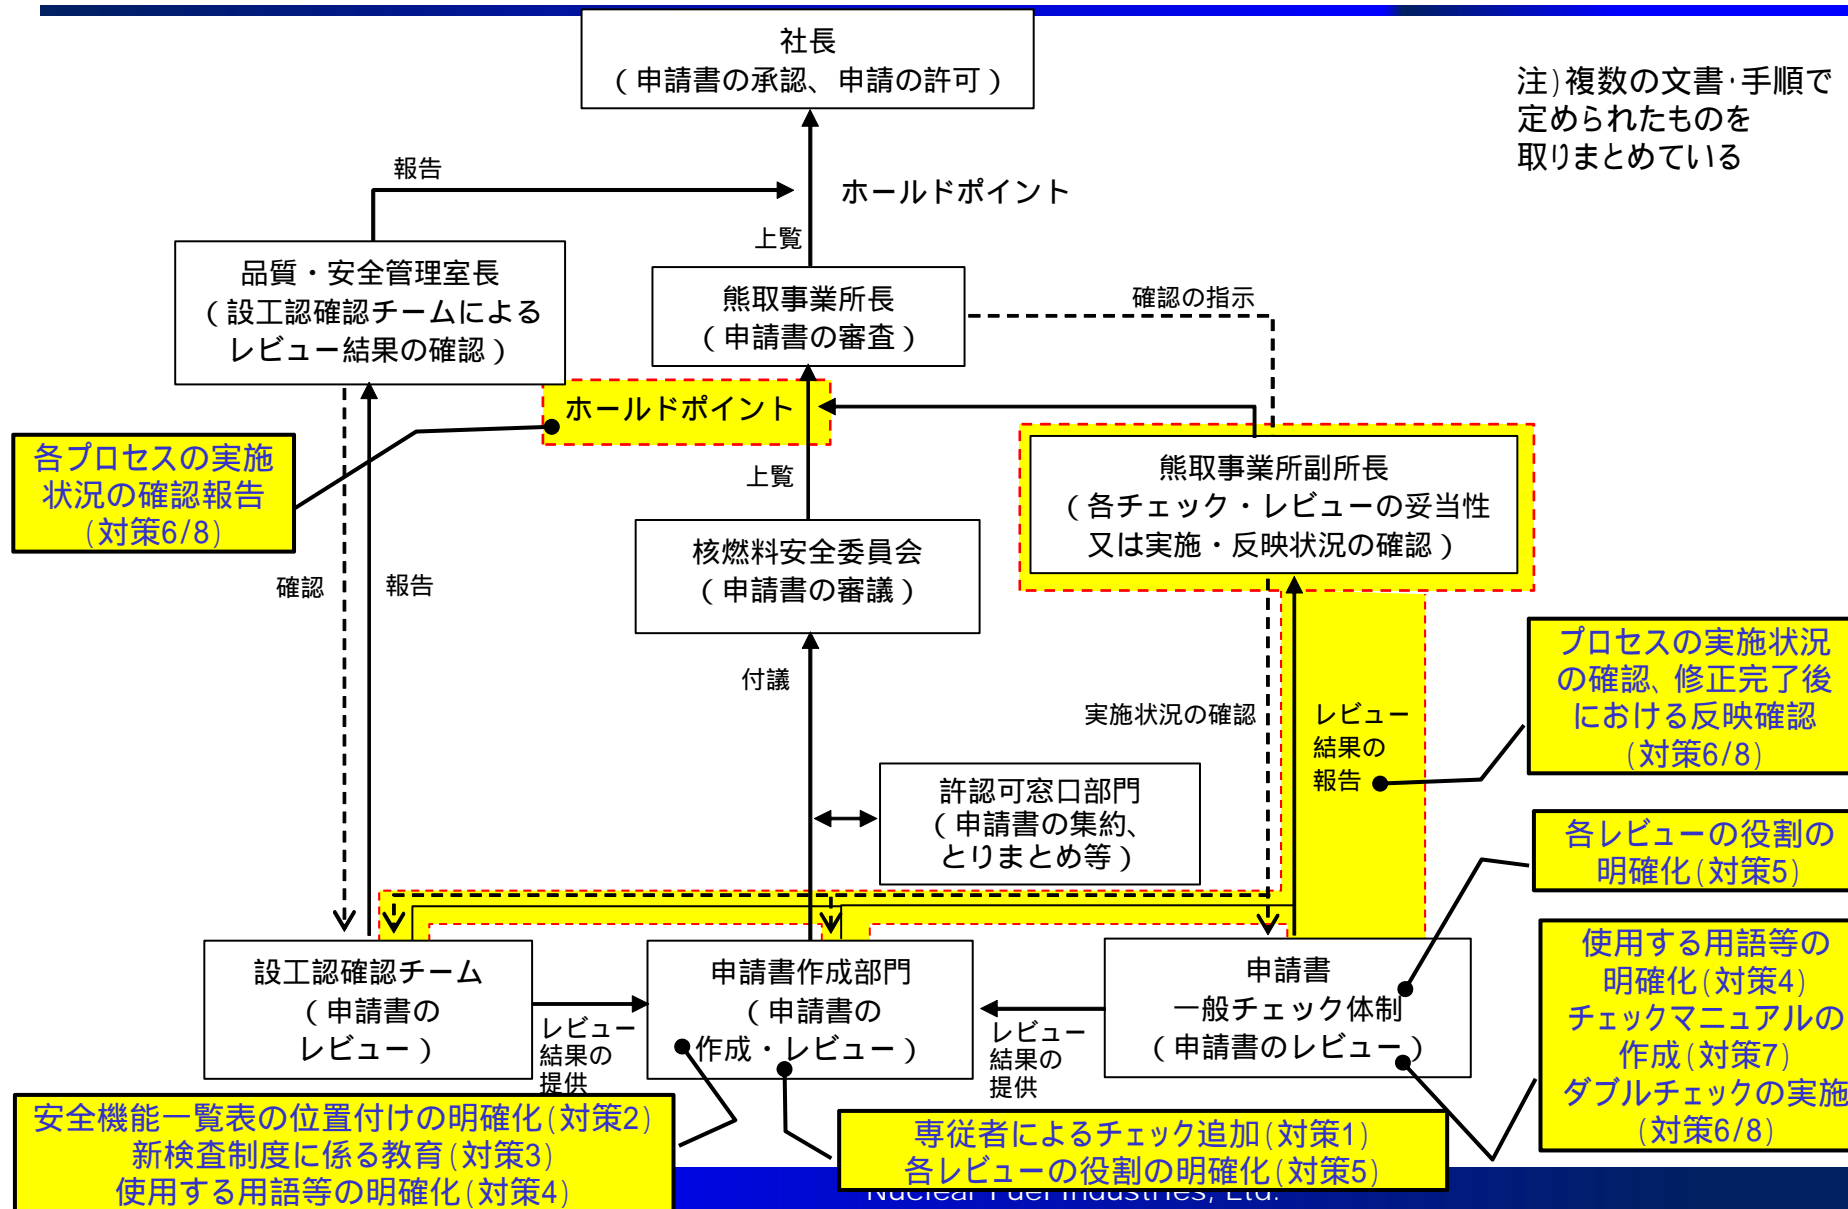 社長
(申請書の承認、申請の許可)
注)複数の文書・手順で
定められたものを
取りまとめている
報告
ホールドポイント
上覧
品質・安全管理室長
(設工認確認チームによる
レビュー結果の確認)
熊取事業所長
(申請書の審査)
確認の指示
ホールドポイント
各プロセスの実施
状況の確認報告
(対策6/8)
上覧
熊取事業所副所長
(各チェック・レビューの妥当性
又は実施・反映状況の確認)
核燃料安全委員会
(申請書の審議)
確認
報告
付議
実施状況の確認
レビュー
結果の
報告
プロセスの実施状況
の確認、修正完了後
における反映確認
(対策6/8)
許認可窓口部門
(申請書の集約、
とりまとめ等)
各レビューの役割の
明確化(対策5)
設工認確認チーム
(申請書の
レビュー)
レビュー
結果の
提供
申請書作成部門
(申請書の
作成・レビュー)
レビュー
結果の
提供
申請書
一般チェック体制
(申請書のレビュー)
使用する用語等の
明確化(対策4)
チェックマニュアルの
作成(対策7)
ダブルチェックの実施
(対策6/8)
安全機能一覧表の位置付けの明確化(対策2)
新検査制度に係る教育(対策3)
使用する用語等の明確化(対策4)
専従者によるチェック追加(対策1)
各レビューの役割の明確化(対策5)
Nuclear Fuel Industries, Ltd.